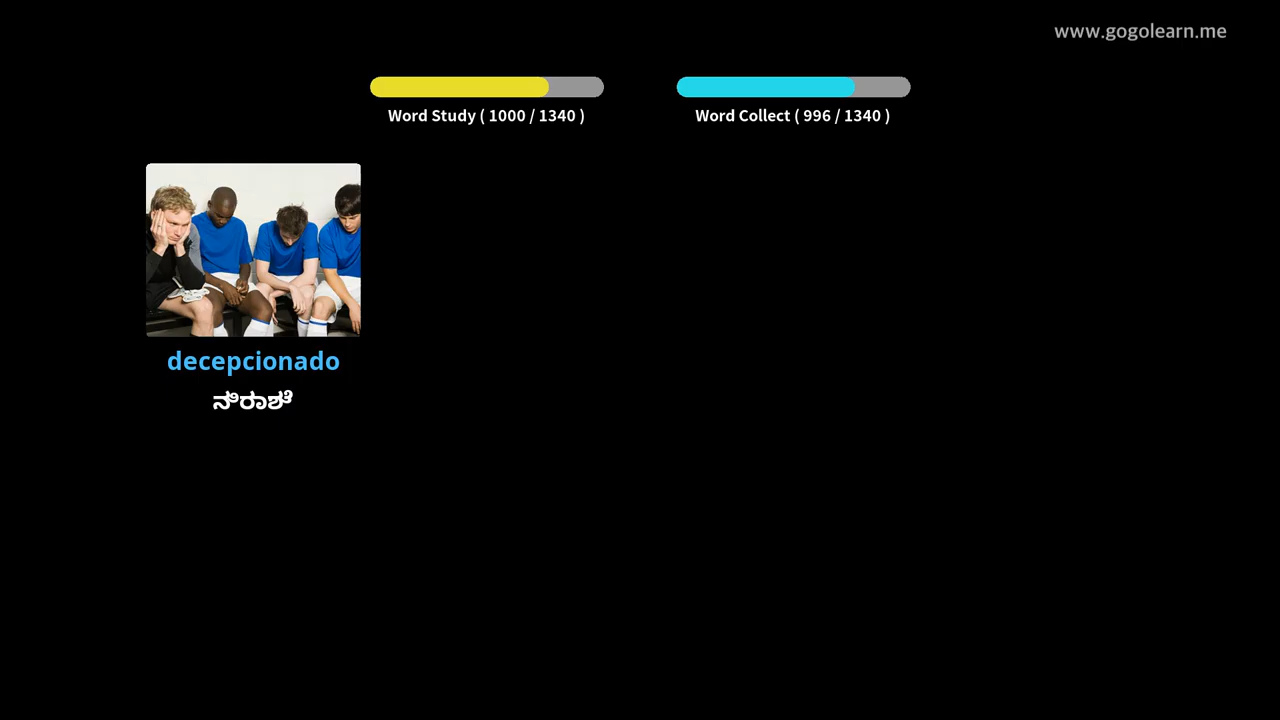 www.gogolearn.me
Word Study ( 1000 / 1340 )
Word Collect ( 996 / 1340 )
decepcionado
ನಿರಾಶೆ